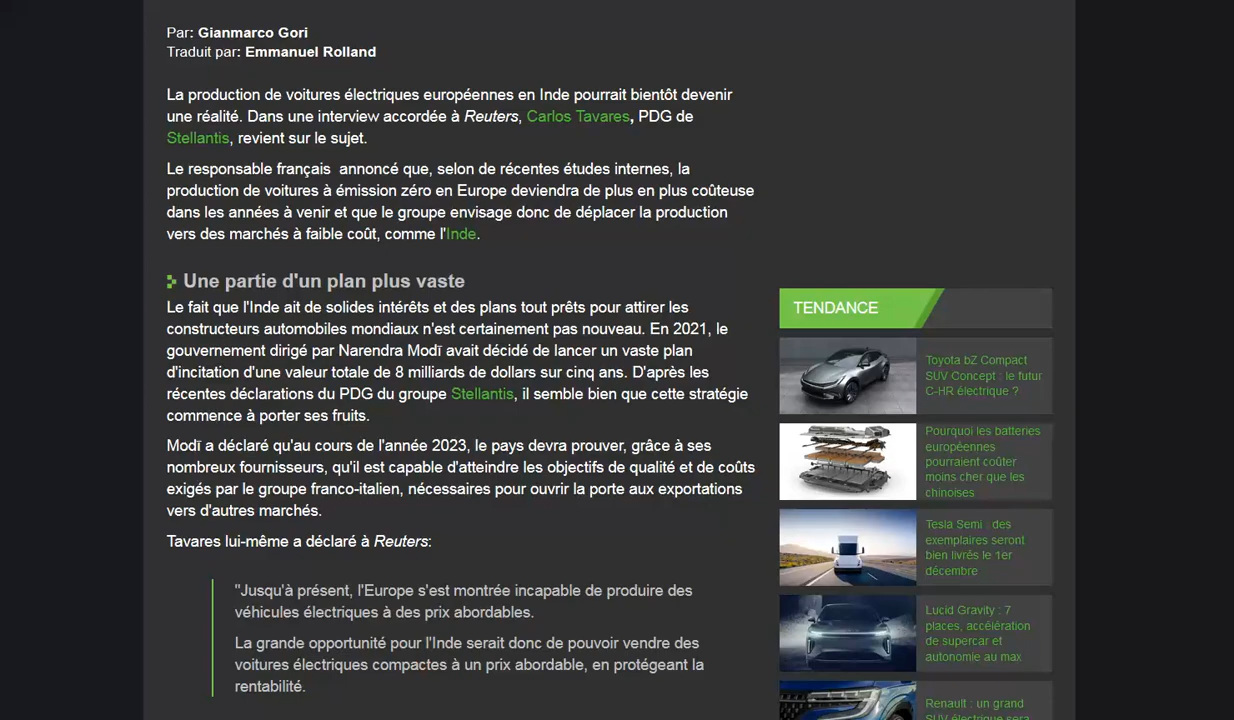 Par: Gianmarco Gori
Traduit par: Emmanuel Rolland
La production de voitures électriques européennes en Inde pourrait bientôt devenir
une réalité. Dans une interview accordée à Reuters, Carlos Tavares, PDG de
Stellantis, revient sur le sujet.
Le responsable français  annoncé que, selon de récentes études internes, la
production de voitures à émission zéro en Europe deviendra de plus en plus coûteuse
dans les années à venir et que le groupe envisage donc de déplacer la production
vers des marchés à faible coût, comme l'Inde.
Une partie d'un plan plus vaste
Le fait que l'Inde ait de solides intérêts et des plans tout prêts pour attirer les
constructeurs automobiles mondiaux n'est certainement pas nouveau. En 2021, le
gouvernement dirigé par Narendra Modī avait décidé de lancer un vaste plan
d'incitation d'une valeur totale de 8 milliards de dollars sur cinq ans. D'après les
récentes déclarations du PDG du groupe Stellantis, il semble bien que cette stratégie
commence à porter ses fruits.
Modī a déclaré qu'au cours de l'année 2023, le pays devra prouver, grâce à ses
nombreux fournisseurs, qu'il est capable d'atteindre les objectifs de qualité et de coûts
exigés par le groupe franco-italien, nécessaires pour ouvrir la porte aux exportations
vers d'autres marchés.
Tavares lui-même a déclaré à Reuters:
"Jusqu'à présent, l'Europe s'est montrée incapable de produire des
véhicules électriques à des prix abordables.
La grande opportunité pour l'Inde serait donc de pouvoir vendre des
voitures électriques compactes à un prix abordable, en protégeant la
rentabilité.
TENDANCE
Toyota bZ Compact
SUV Concept : le futur
C-HR électrique ?
Pourquoi les batteries
européennes
pourraient coûter
moins cher que les
chinoises
Tesla Semi : des
exemplaires seront
bien livrés le 1er
décembre
Lucid Gravity : 7
places, accélération
de supercar et
autonomie au max
Renault : un grand
SUV électrique sera